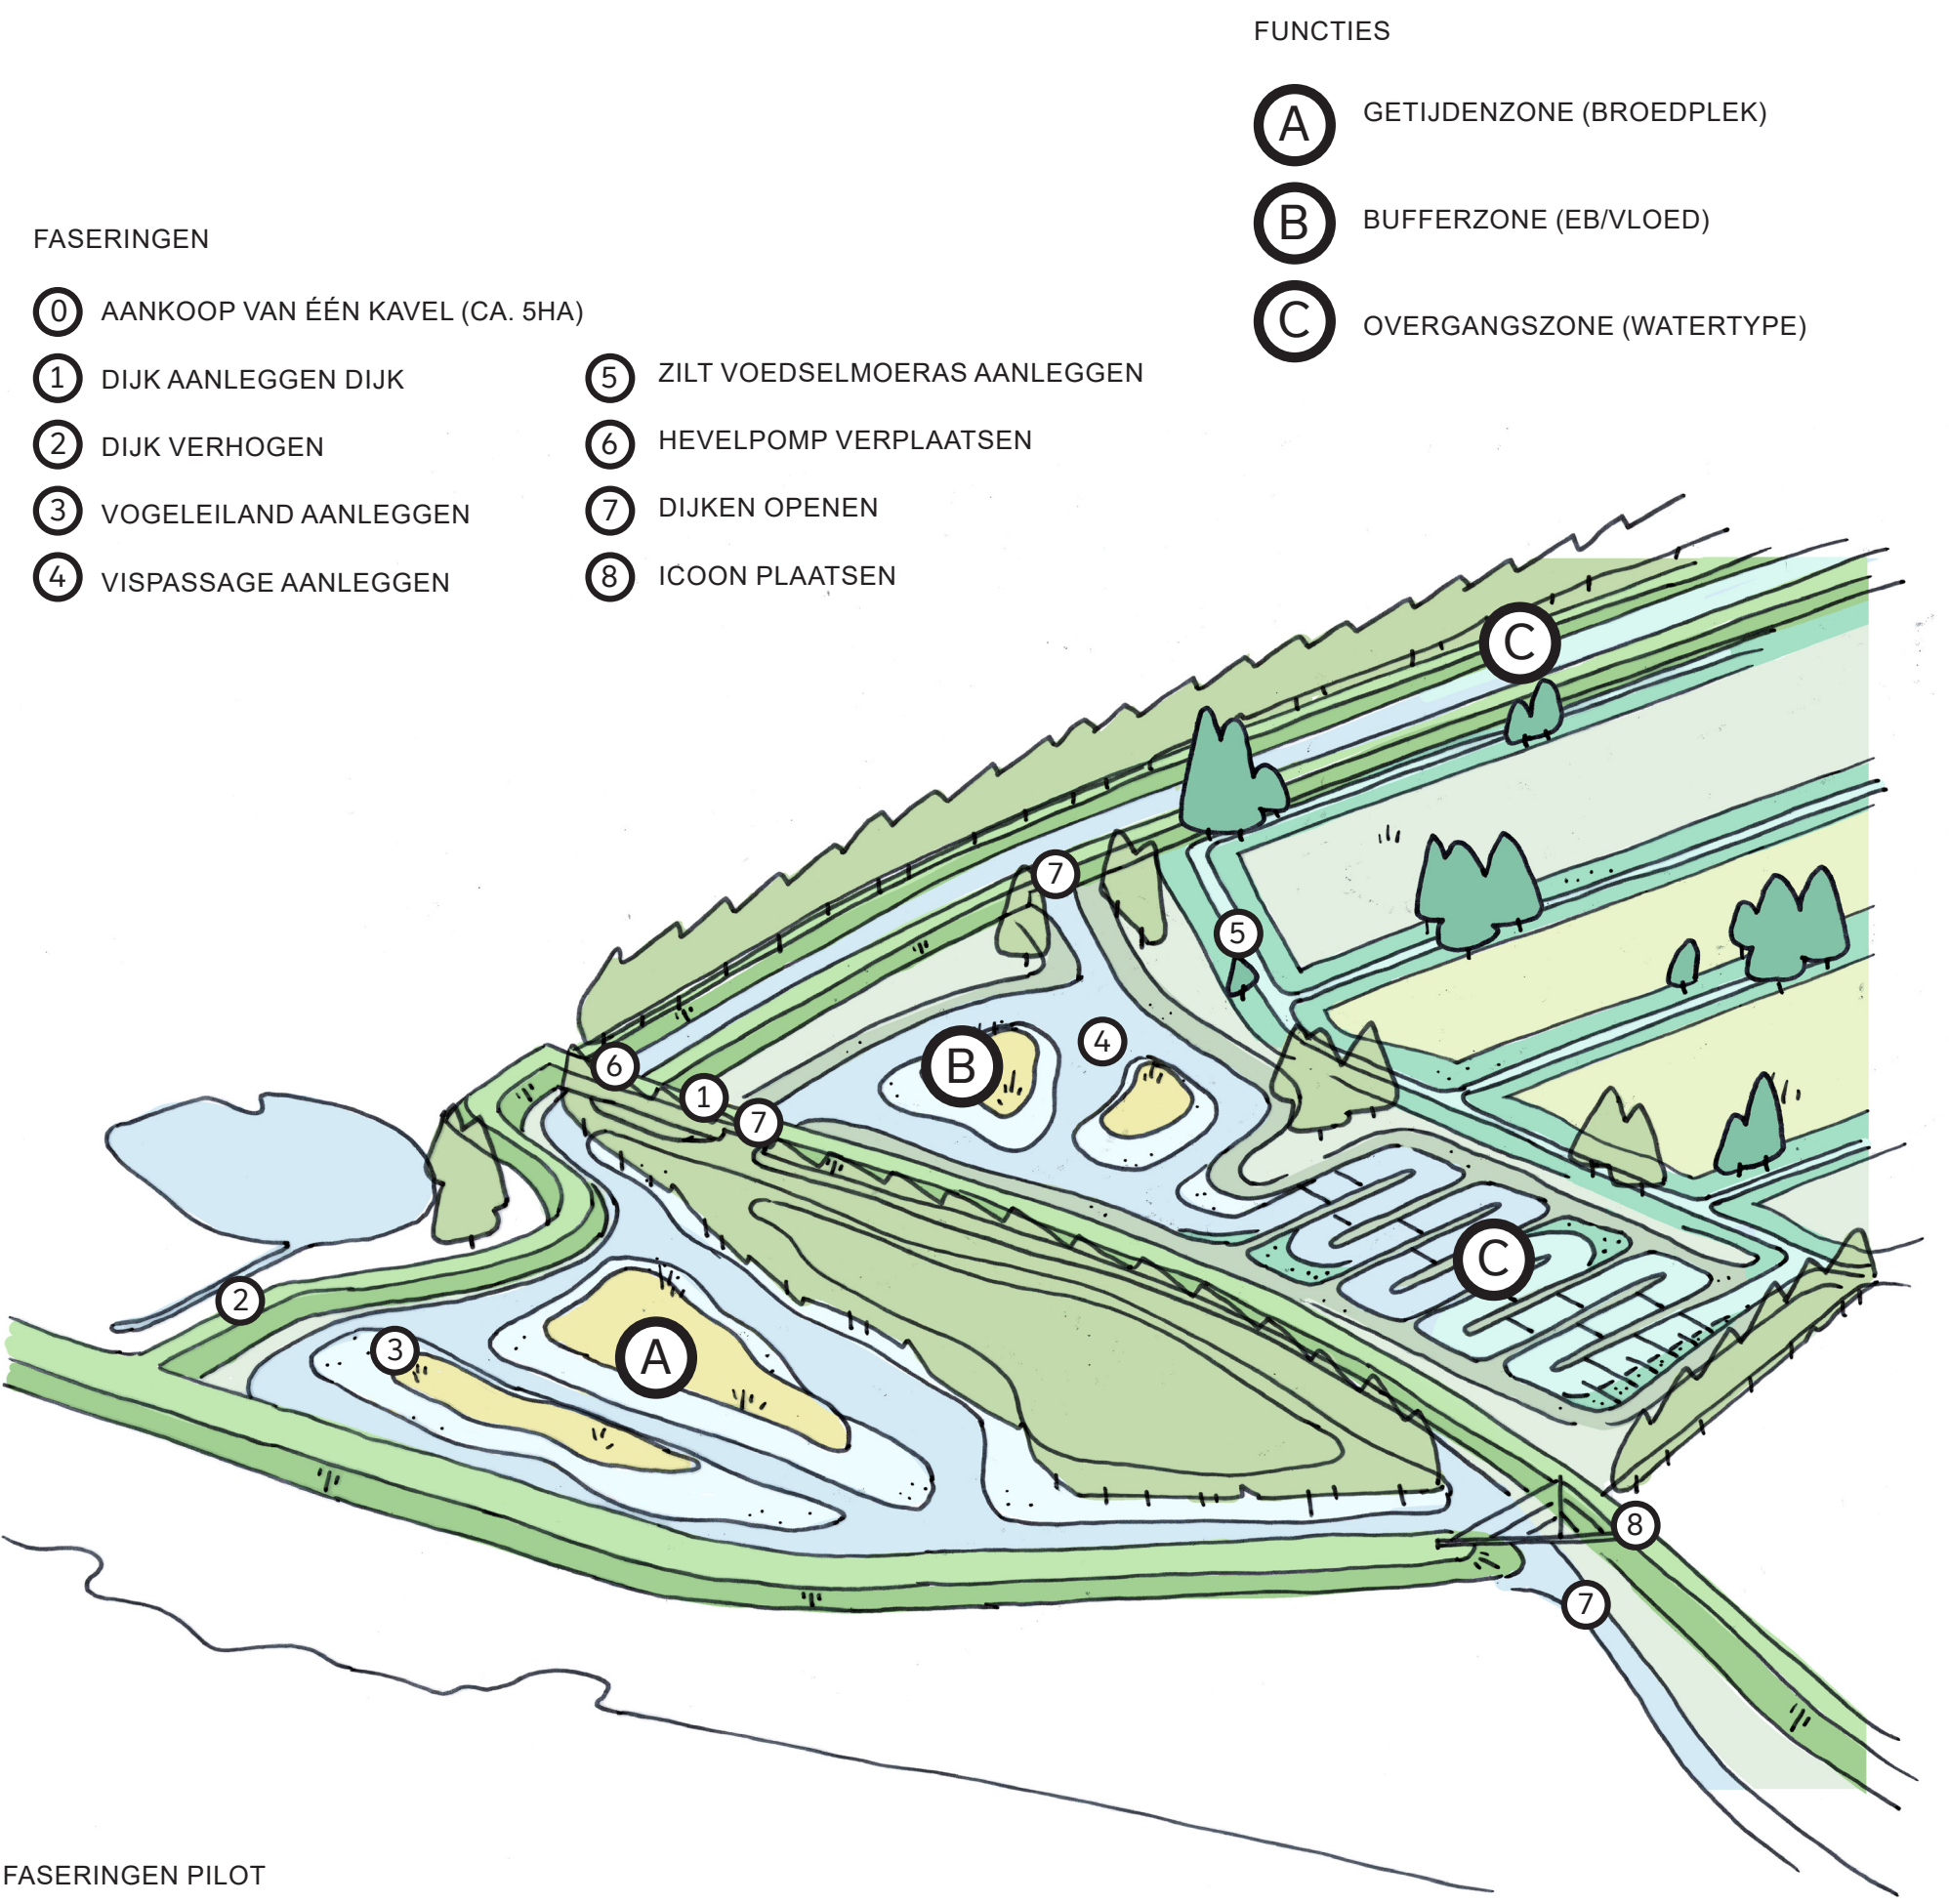 FUNCTIES
A GETIJDENZONE (BROEDPLEK)
B BUFFERZONE (EB/VLOED)
C OVERGANGSZONE (WATERTYPE)
FASERINGEN
0 AANKOOP VAN ÉÉN KAVEL (CA. 5HA)
1 DIJK AANLEGGEN DIJK
2 DIJK VERHOGEN
3 VOGELEILAND AANLEGGEN
4 VISPASSAGE AANLEGGEN
5 ZILT VOEDSELMOERAS AANLEGGEN
6 HEVELPOMP VERPLAATSEN
7 DIJKEN OPENEN
8 ICOON PLAATSEN
C
7
5
4
B
6
1
7
C
2
3
A
8
7
FASERINGEN PILOT